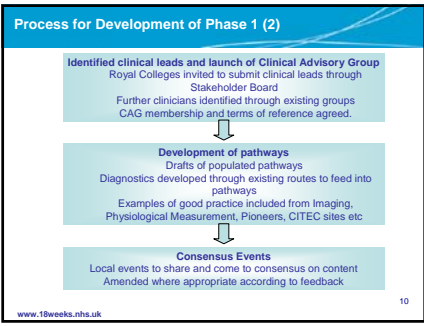 Process for Development of Phase 1 (2)
Identified clinical leads and launch of Clinical Advisory Group
Royal Colleges invited to submit clinical leads through
Stakeholder Board
Further clinicians identified through existing groups
CAG membership and terms of reference agreed.
Development of pathways
Drafts of populated pathways
Diagnostics developed through existing routes to feed into
pathways
Examples of good practice included from Imaging,
Physiological Measurement, Pioneers, CITEC sites etc
Consensus Events
Local events to share and come to consensus on content
Amended where appropriate according to feedback
10
www.18weeks.nhs.uk